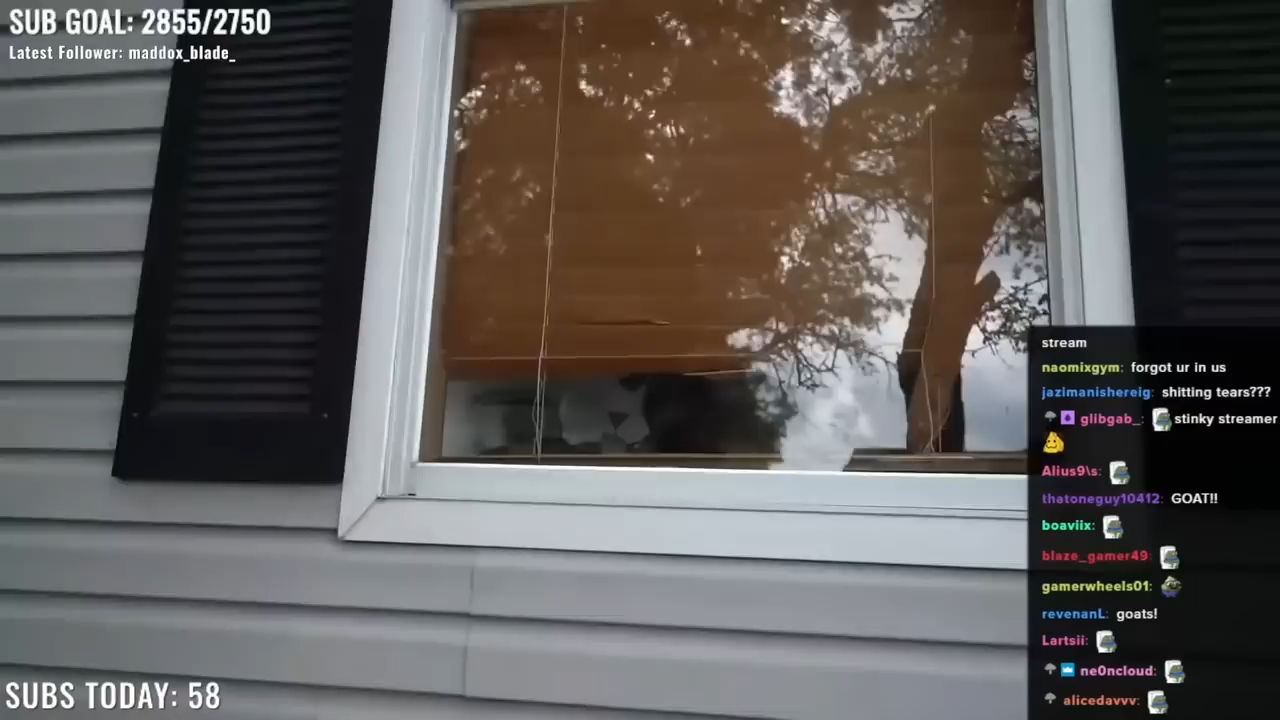 SUB GOAL: 2855/2750
Latest Follower: maddox_blade_
stream
naomixgym: forgot ur in us
jazimanishereig: shitting tears???
glibgab_: stinky streamer
Alius9\s:
thatoneguy10412: GOAT!!
boaviix:
blaze_gamer49:
gamerwheels01:
revenanL: goats!
Lartsii:
ne0ncloud:
alicedavvv:
SUBS TODAY: 58